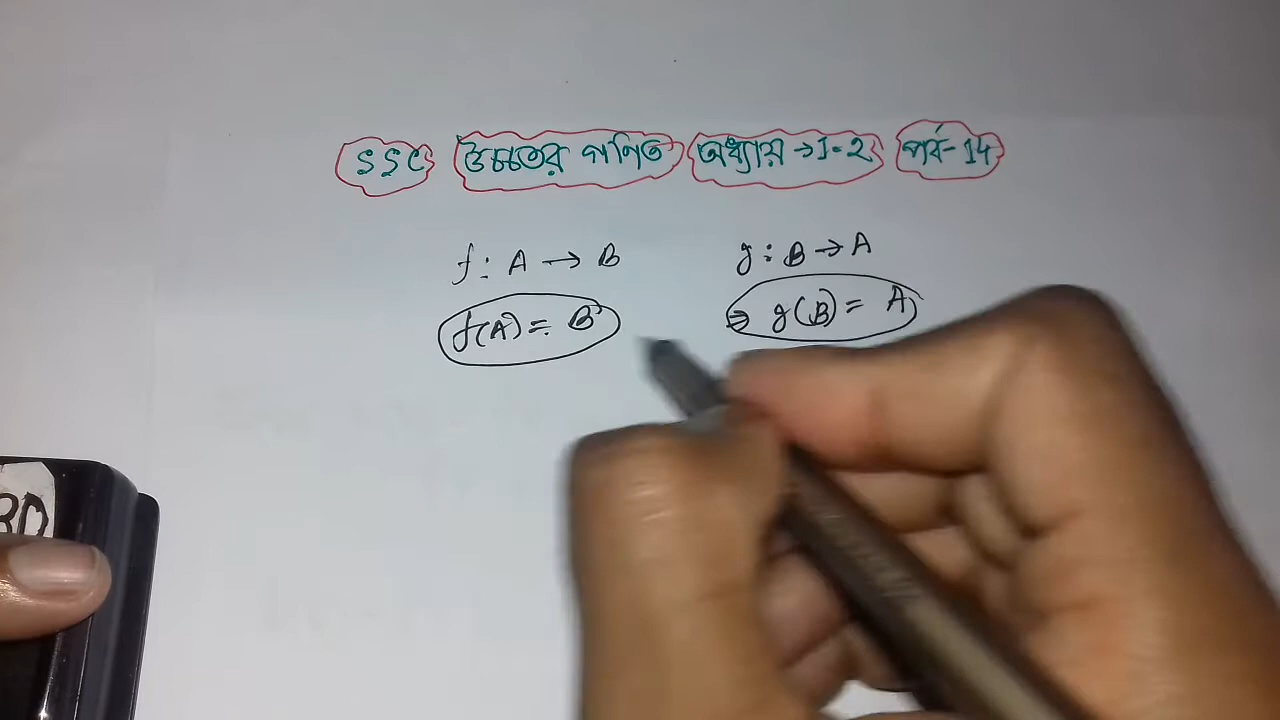 SSC উচ্চতর গণিত অধ্যায় → 1.2 পর্ব - 14
f : A → B g : B → A
f(A) = B ⇒ g(B) = A